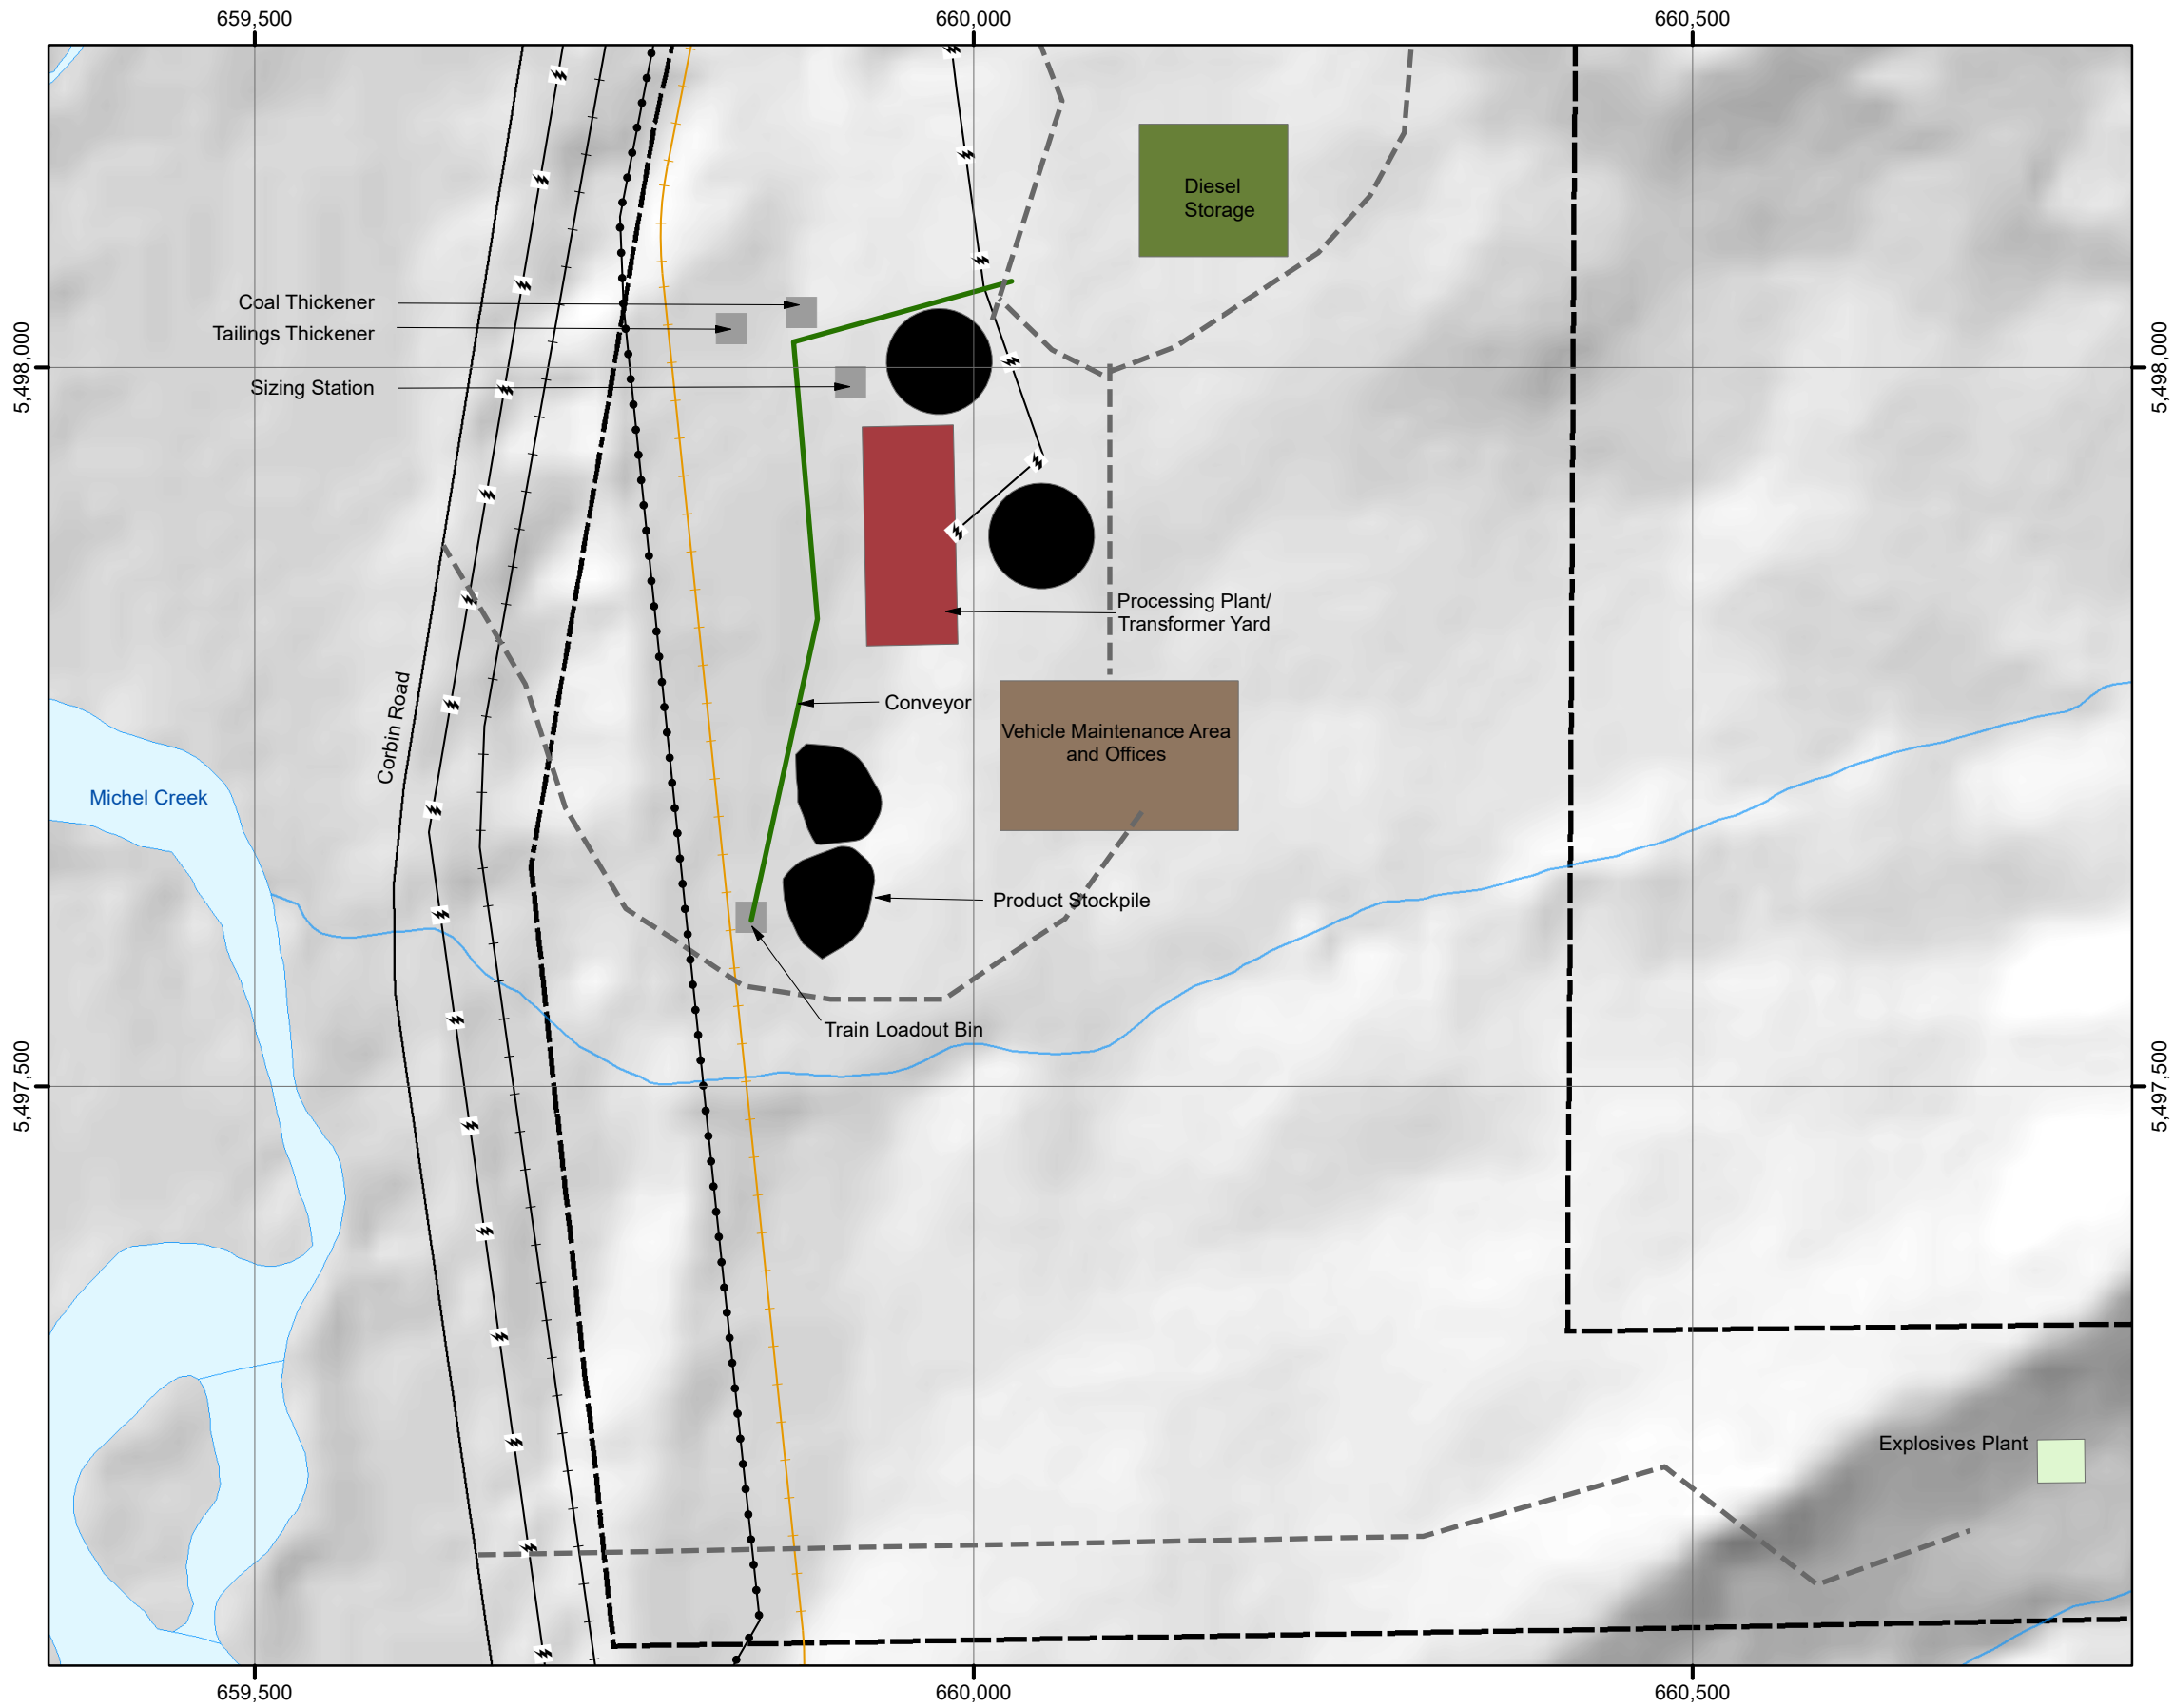 659,500
660,000
660,500
Diesel
Storage
Coal Thickener
Tailings Thickener
5,498,000
5,498,000
Sizing Station
Processing Plant/
Transformer Yard
Conveyor
Corbin Road
Vehicle Maintenance Area
and Offices
Michel Creek
Product Stockpile
Train Loadout Bin
5,497,500
5,497,500
Explosives Plant
659,500
660,000
660,500